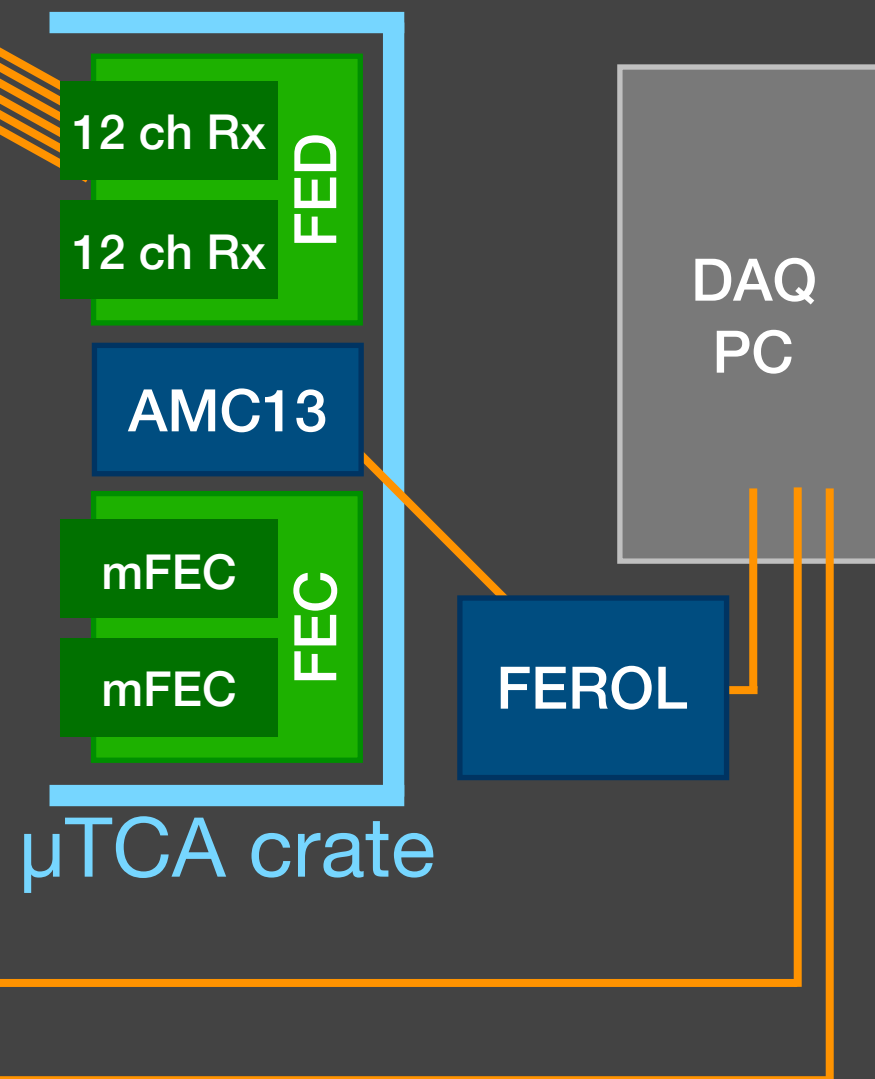 12 ch Rx
12 ch Rx
FED
AMC13
mFEC
mFEC
FEC
µTCA crate
DAQ
PC
FEROL